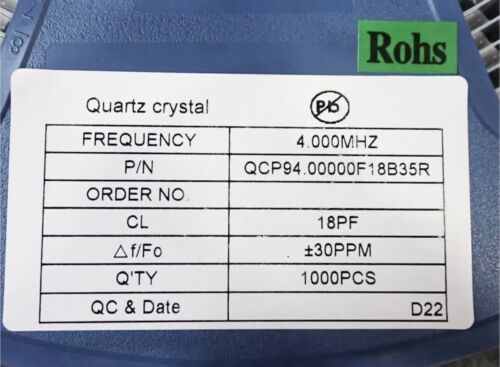 Rohs
Quartz crystal Pb
FREQUENCY 4.000MHZ
P/N QCP94.00000F18B35R
ORDER NO.
CL 18PF
△f/Fo ±30PPM
Q'TY 1000PCS
QC & Date D22